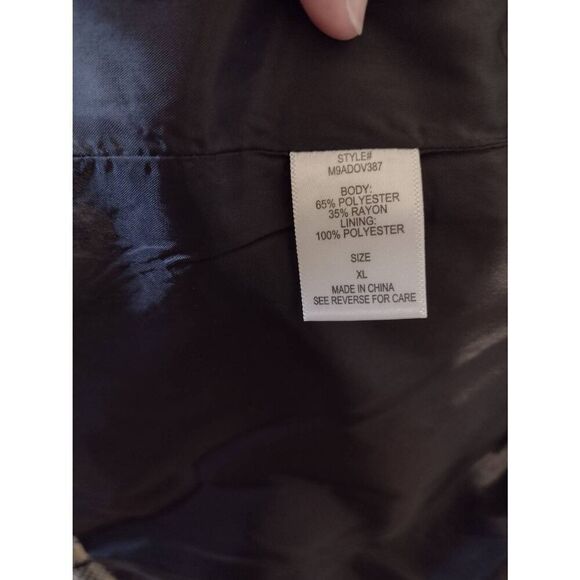 STYLE#
M9ADOV387
BODY:
65% POLYESTER
35% RAYON
LINING:
100% POLYESTER
SIZE
XL
MADE IN CHINA
SEE REVERSE FOR CARE